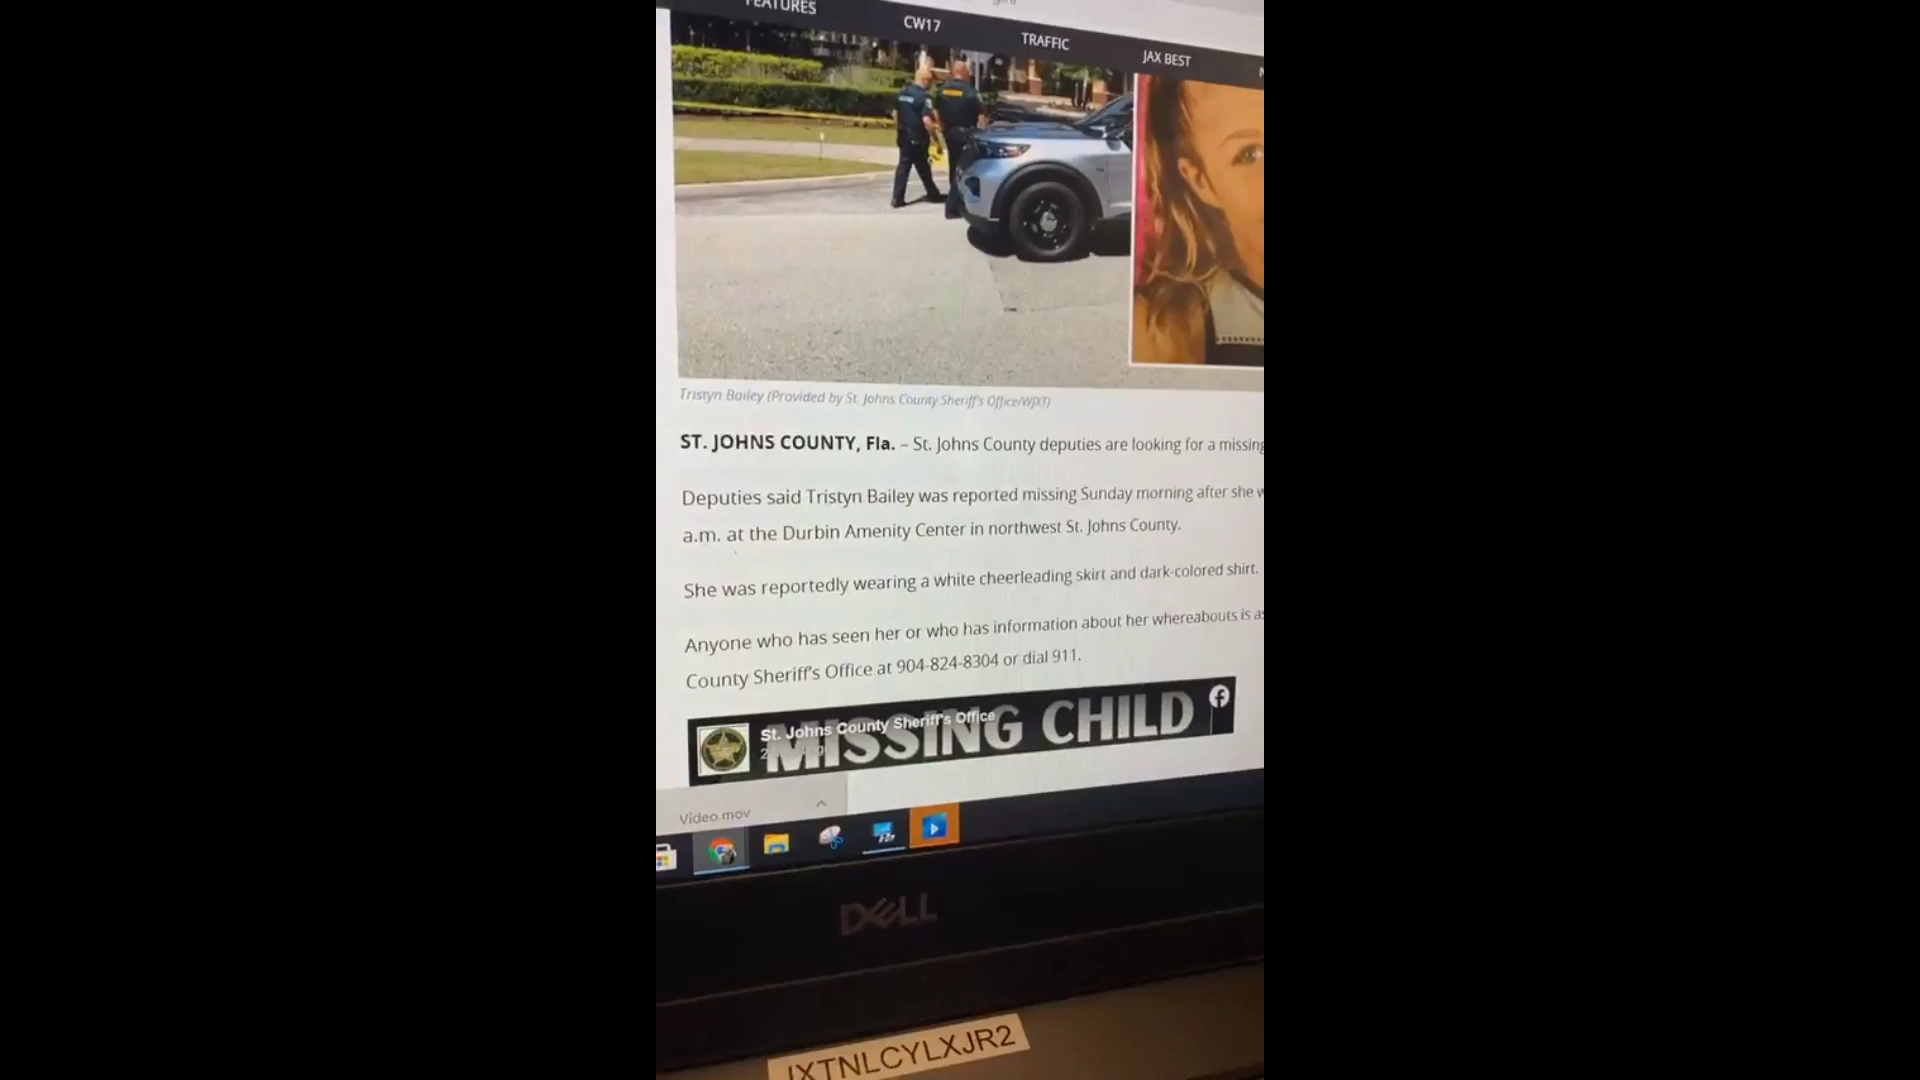 FEATURES
CW17
TRAFFIC
JAX BEST
Tristyn Bailey (Provided by St. Johns County Sheriff's Office/WJXT)
ST. JOHNS COUNTY, Fla. – St. Johns County deputies are looking for a missing
Deputies said Tristyn Bailey was reported missing Sunday morning after she
a.m. at the Durbin Amenity Center in northwest St. Johns County.
She was reportedly wearing a white cheerleading skirt and dark-colored shirt.
Anyone who has seen her or who has information about her whereabouts is
County Sheriff's Office at 904-824-8304 or dial 911.
St. Johns County Sheriff's Office
MISSING CHILD
Video.mov
DELL
JXTNLCYLXJR2